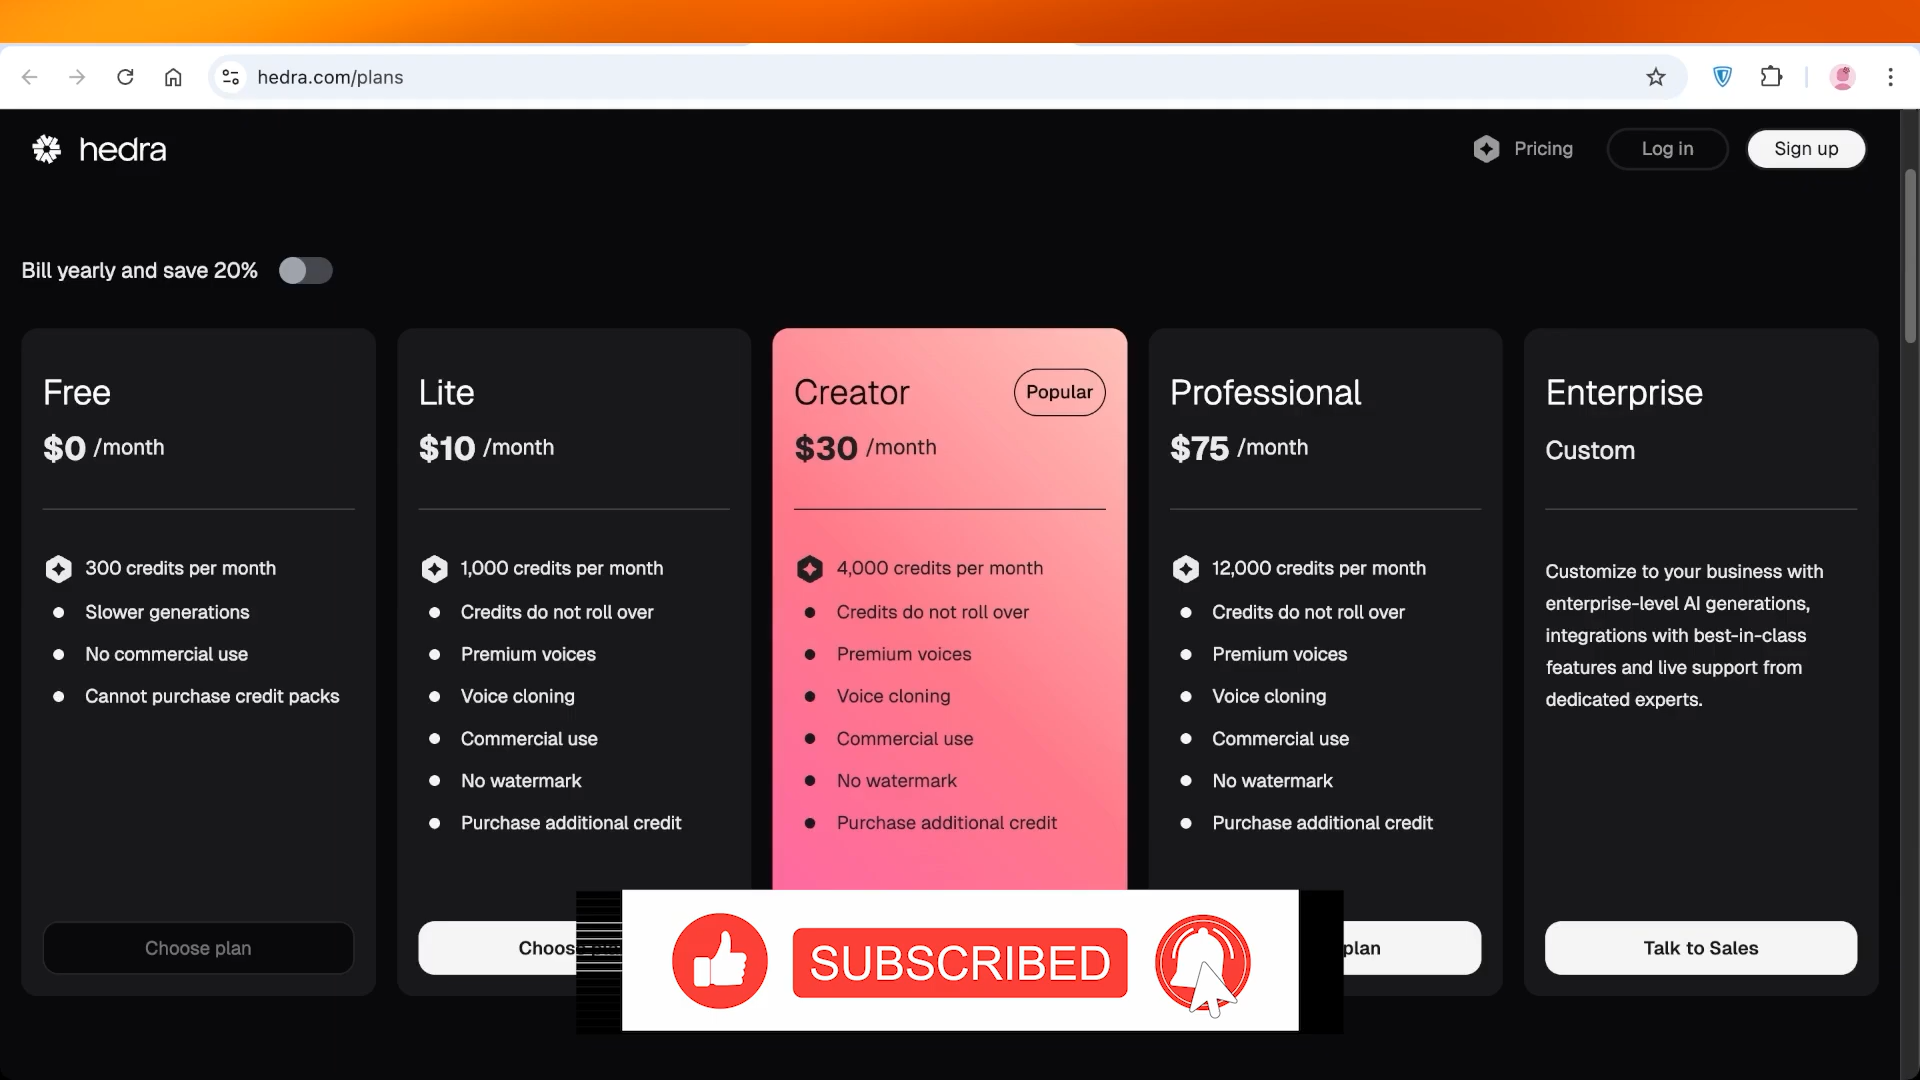 hedra.com/plans
hedra
Pricing
Log in
Sign up
Bill yearly and save 20%
Free
$0 /month
300 credits per month
Slower generations
No commercial use
Cannot purchase credit packs
Choose plan
Lite
$10 /month
1,000 credits per month
Credits do not roll over
Premium voices
Voice cloning
Commercial use
No watermark
Purchase additional credit
Choos
Creator
Popular
$30 /month
4,000 credits per month
Credits do not roll over
Premium voices
Voice cloning
Commercial use
No watermark
Purchase additional credit
Professional
$75 /month
12,000 credits per month
Credits do not roll over
Premium voices
Voice cloning
Commercial use
No watermark
Purchase additional credit
plan
Enterprise
Custom
Customize to your business with
enterprise-level AI generations,
integrations with best-in-class
features and live support from
dedicated experts.
Talk to Sales
SUBSCRIBED